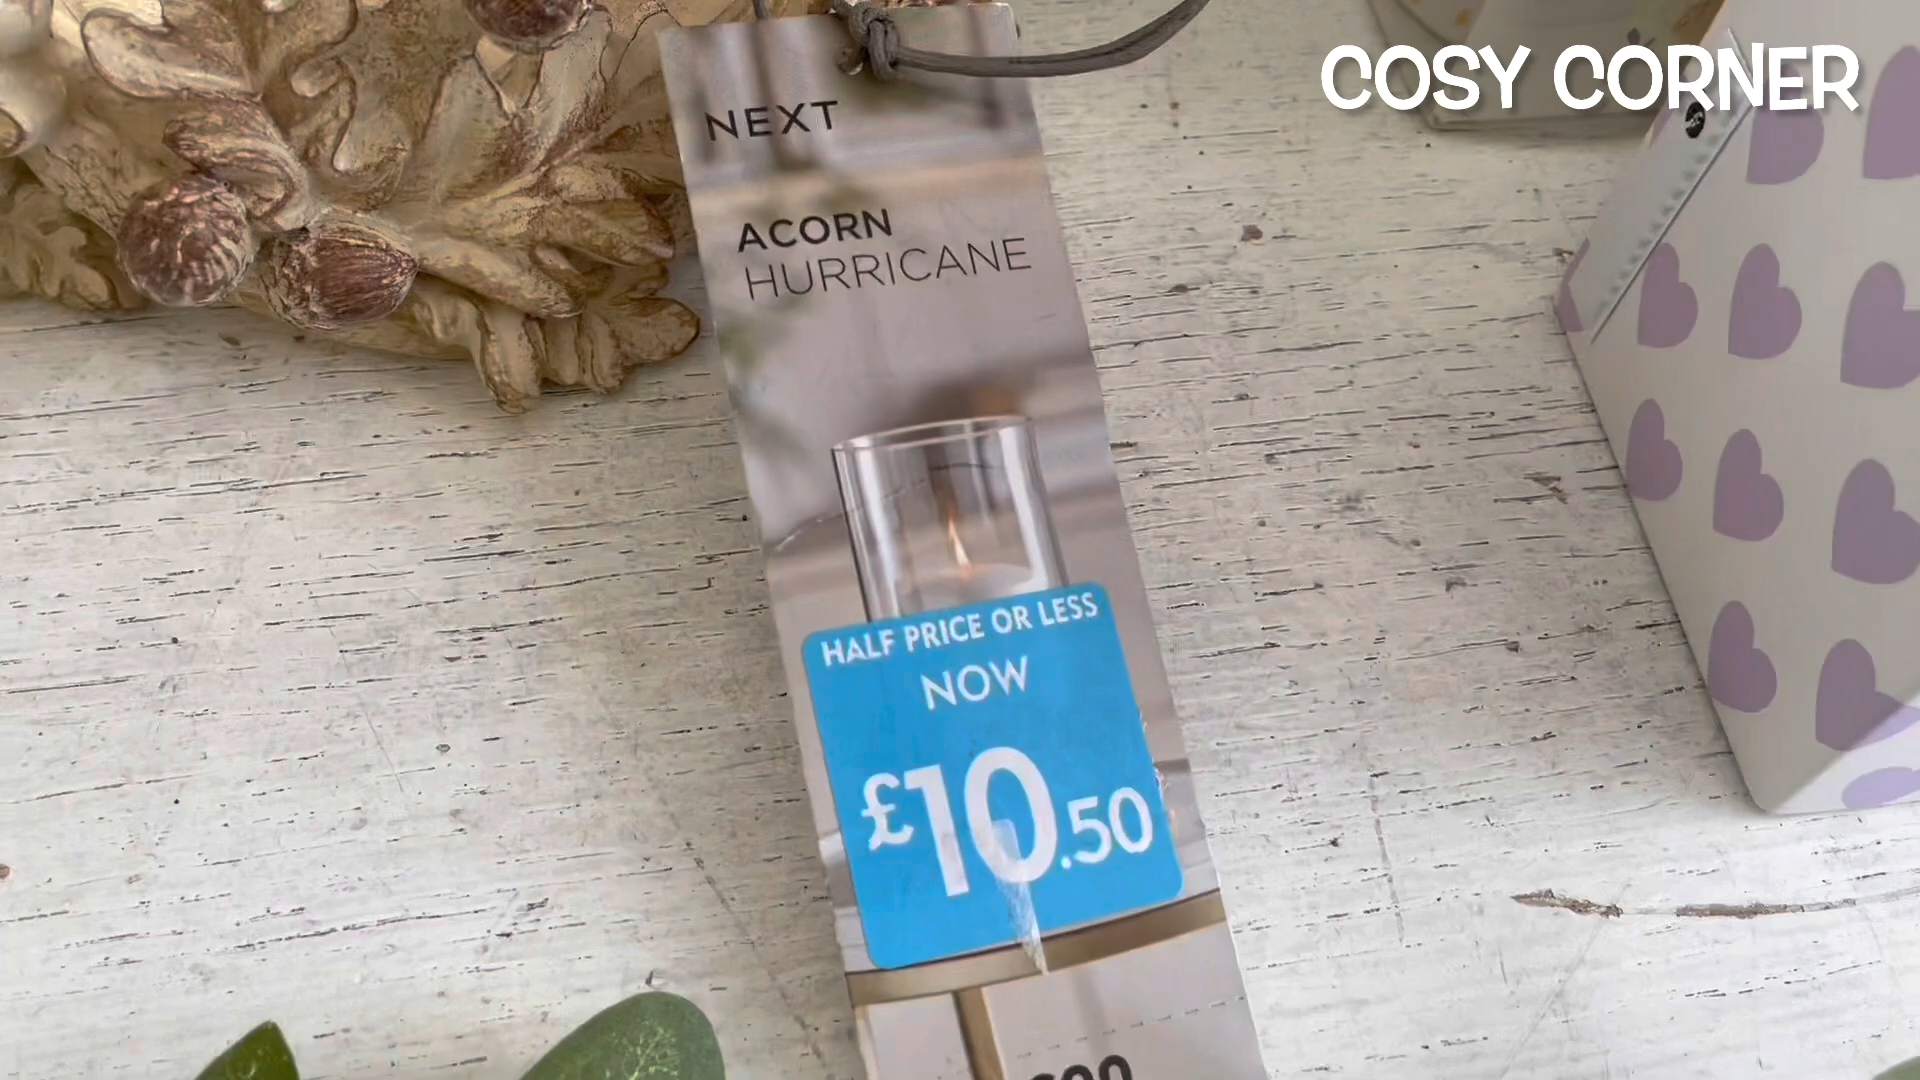 COSY CORNER
NEXT
ACORN
HURRICANE
HALF PRICE OR LESS
NOW
£10.50